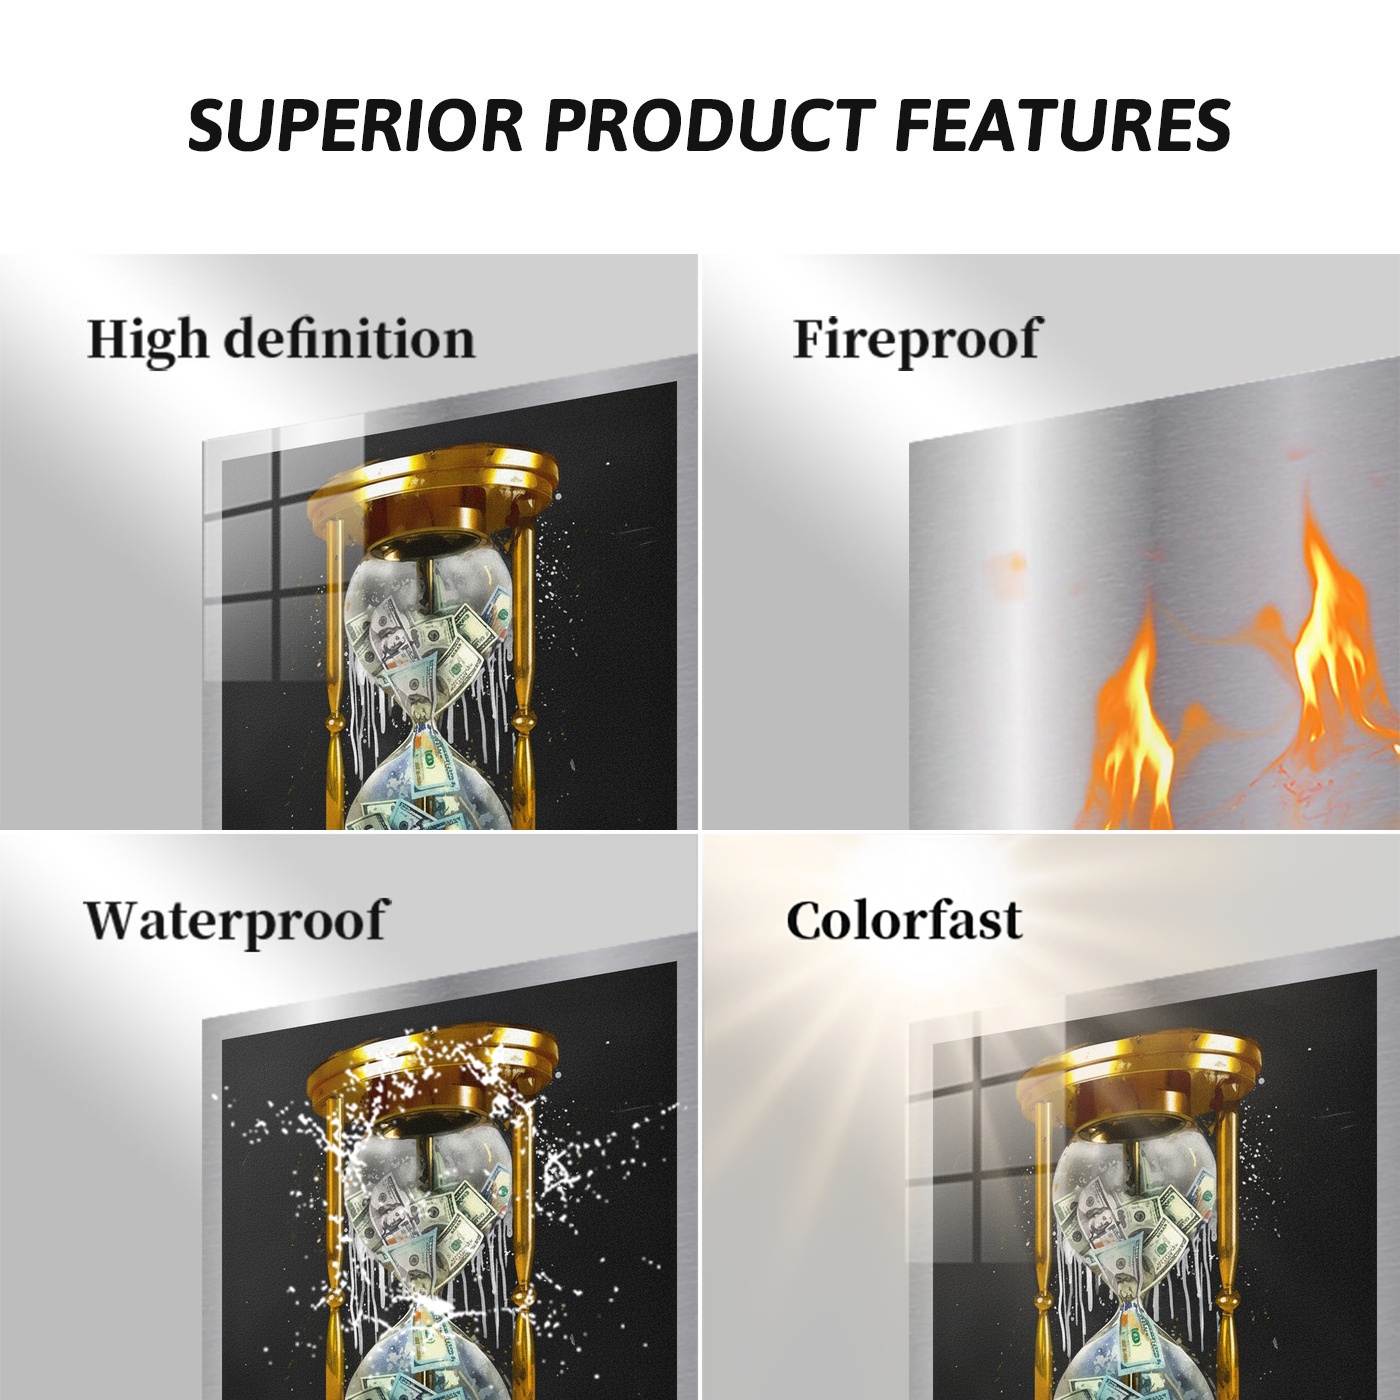 SUPERIOR PRODUCT FEATURES
High definition
Fireproof
Waterproof
Colorfast